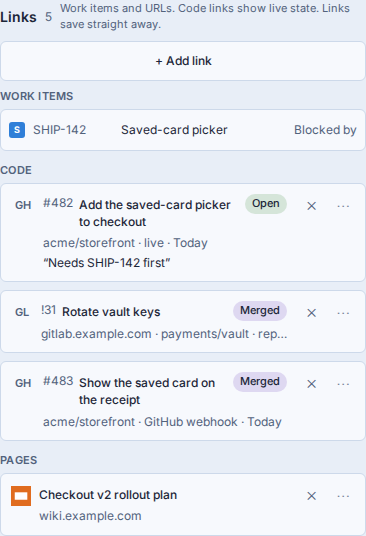 Links 5 Work items and URLs. Code links show live state. Links
save straight away.
+ Add link
WORK ITEMS
S SHIP-142 Saved-card picker Blocked by
CODE
GH #482 Add the saved-card picker Open × ···
to checkout
acme/storefront · live · Today
“Needs SHIP-142 first”
GL !31 Rotate vault keys Merged × ···
gitlab.example.com · payments/vault · rep...
GH #483 Show the saved card on Merged × ···
the receipt
acme/storefront · GitHub webhook · Today
PAGES
Checkout v2 rollout plan × ···
wiki.example.com